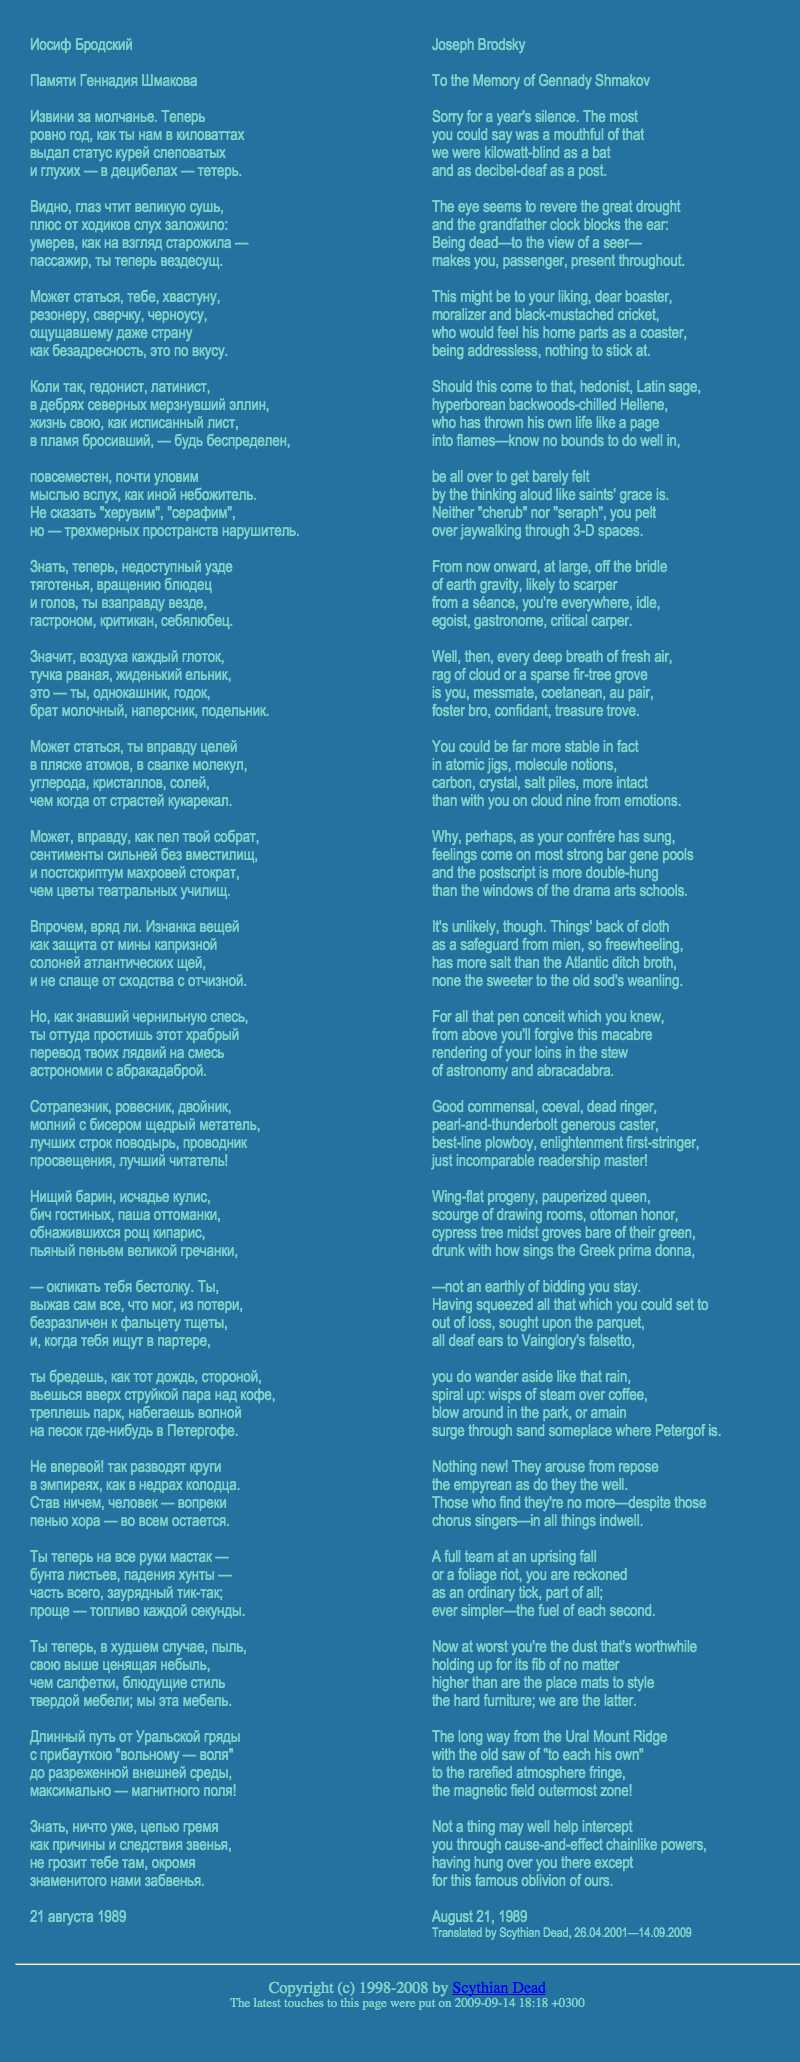 Иосиф Бродский
Памяти Геннадия Шмакова
Извини за молчанье. Теперь
ровно год, как ты нам в киловаттах
выдал статус курей слеповатых
и глухих — в децибелах — тетерь.
Видно, глаз чтит великую сушь,
плюс от ходиков слух заложило:
умерев, как на взгляд старожила —
пассажир, ты теперь вездесущ.
Может статься, тебе, хвастуну,
резонеру, сверчку, черноусу,
ощущавшему даже страну
как безадресность, это по вкусу.
Коли так, гедонист, латинист,
в дебрях северных мерзнувший эллин,
жизнь свою, как исписанный лист,
в пламя бросивший, — будь беспределен,
повсеместен, почти уловим
мыслью вслух, как иной небожитель.
Не сказать "херувим", "серафим",
но — трехмерных пространств нарушитель.
Знать, теперь, недоступный узде
тяготенья, вращению блюдец
и голов, ты взаправду везде,
гастроном, критикан, себялюбец.
Значит, воздуха каждый глоток,
тучка рваная, жиденький ельник,
это — ты, однокашник, годок,
брат молочный, наперсник, подельник.
Может статься, ты вправду целей
в пляске атомов, в свалке молекул,
углерода, кристаллов, солей,
чем когда от страстей кукарекал.
Может, вправду, как пел твой собрат,
сентименты сильней без вместилищ,
и постскриптум махровей стократ,
чем цветы театральных училищ.
Впрочем, вряд ли. Изнанка вещей
как защита от мины капризной
солоней атлантических щей,
и не слаще от сходства с отчизной.
Но, как знавший чернильную спесь,
ты оттуда простишь этот храбрый
перевод твоих лядвий на смесь
астрономии с абракадаброй.
Сотрапезник, ровесник, двойник,
молний с бисером щедрый метатель,
лучших строк поводырь, проводник
просвещения, лучший читатель!
Нищий барин, исчадье кулис,
бич гостиных, паша оттоманки,
обнажившихся рощ кипарис,
пьяный пеньем великой гречанки,
— окликать тебя бестолку. Ты,
выжав сам все, что мог, из потери,
безразличен к фальцету тщеты,
и, когда тебя ищут в партере,
ты бредешь, как тот дождь, стороной,
вьешься вверх струйкой пара над кофе,
треплешь парк, набегаешь волной
на песок где-нибудь в Петергофе.
Не впервой! так разводят круги
в эмпиреях, как в недрах колодца.
Став ничем, человек — вопреки
пенью хора — во всем остается.
Ты теперь на все руки мастак —
бунта листьев, падения хунты —
часть всего, заурядный тик-так;
проще — топливо каждой секунды.
Ты теперь, в худшем случае, пыль,
свою выше ценящая небыль,
чем салфетки, блюдущие стиль
твердой мебели; мы эта мебель.
Длинный путь от Уральской гряды
с прибауткою "вольному — воля"
до разреженной внешней среды,
максимально — магнитного поля!
Знать, ничто уже, цепью гремя
как причины и следствия звенья,
не грозит тебе там, окромя
знаменитого нами забвенья.
21 августа 1989
Joseph Brodsky
To the Memory of Gennady Shmakov
Sorry for a year's silence. The most
you could say was a mouthful of that
we were kilowatt-blind as a bat
and as decibel-deaf as a post.
The eye seems to revere the great drought
and the grandfather clock blocks the ear:
Being dead—to the view of a seer—
makes you, passenger, present throughout.
This might be to your liking, dear boaster,
moralizer and black-mustached cricket,
who would feel his home parts as a coaster,
being addressless, nothing to stick at.
Should this come to that, hedonist, Latin sage,
hyperborean backwoods-chilled Hellene,
who has thrown his own life like a page
into flames—know no bounds to do well in,
be all over to get barely felt
by the thinking aloud like saints' grace is.
Neither "cherub" nor "seraph", you pelt
over jaywalking through 3-D spaces.
From now onward, at large, off the bridle
of earth gravity, likely to scarper
from a séance, you're everywhere, idle,
egoist, gastronome, critical carper.
Well, then, every deep breath of fresh air,
rag of cloud or a sparse fir-tree grove
is you, messmate, coetanean, au pair,
foster bro, confidant, treasure trove.
You could be far more stable in fact
in atomic jigs, molecule notions,
carbon, crystal, salt piles, more intact
than with you on cloud nine from emotions.
Why, perhaps, as your confrére has sung,
feelings come on most strong bar gene pools
and the postscript is more double-hung
than the windows of the drama arts schools.
It's unlikely, though. Things' back of cloth
as a safeguard from mien, so freewheeling,
has more salt than the Atlantic ditch broth,
none the sweeter to the old sod's weanling.
For all that pen conceit which you knew,
from above you'll forgive this macabre
rendering of your loins in the stew
of astronomy and abracadabra.
Good commensal, coeval, dead ringer,
pearl-and-thunderbolt generous caster,
best-line plowboy, enlightenment first-stringer,
just incomparable readership master!
Wing-flat progeny, pauperized queen,
scourge of drawing rooms, ottoman honor,
cypress tree midst groves bare of their green,
drunk with how sings the Greek prima donna,
—not an earthly of bidding you stay.
Having squeezed all that which you could set to
out of loss, sought upon the parquet,
all deaf ears to Vainglory's falsetto,
you do wander aside like that rain,
spiral up: wisps of steam over coffee,
blow around in the park, or amain
surge through sand someplace where Petergof is.
Nothing new! They arouse from repose
the empyrean as do they the well.
Those who find they're no more—despite those
chorus singers—in all things indwell.
A full team at an uprising fall
or a foliage riot, you are reckoned
as an ordinary tick, part of all;
ever simpler—the fuel of each second.
Now at worst you're the dust that's worthwhile
holding up for its fib of no matter
higher than are the place mats to style
the hard furniture; we are the latter.
The long way from the Ural Mount Ridge
with the old saw of "to each his own"
to the rarefied atmosphere fringe,
the magnetic field outermost zone!
Not a thing may well help intercept
you through cause-and-effect chainlike powers,
having hung over you there except
for this famous oblivion of ours.
August 21, 1989
Translated by Scythian Dead, 26.04.2001—14.09.2009
Copyright (c) 1998-2008 by Scythian Dead
The latest touches to this page were put on 2009-09-14 18:18 +0300